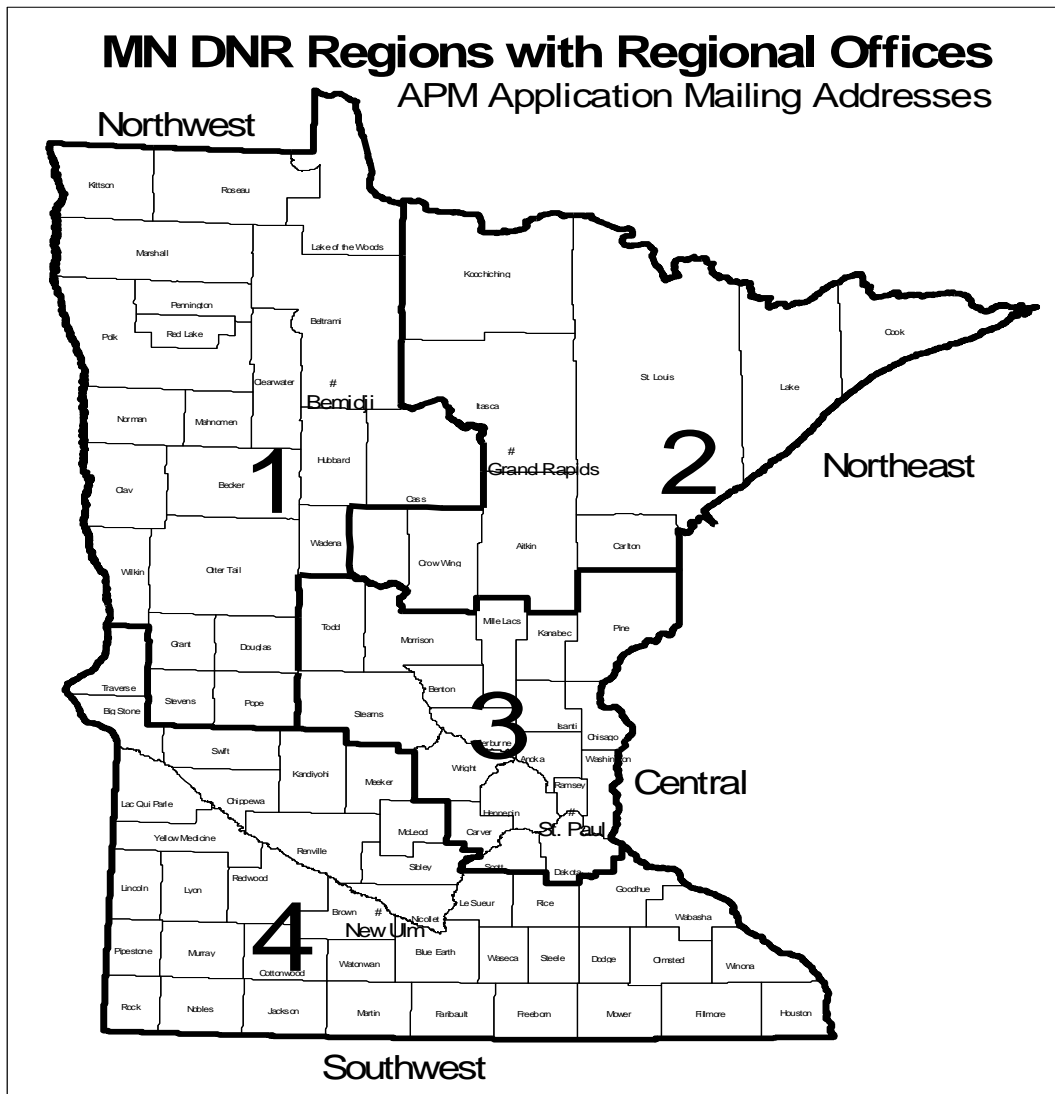 MN DNR Regions with Regional Offices
APM Application Mailing Addresses
Northwest
Kittson
Roseau
Lake of the Woods
Marshall
Koochiching
Pennington
Beltrami
Red Lake
Polk
Cook
St. Louis
Clearwater
#
Lake
Bemidji
Itasca
Norman
Mahnomen
1
2
#
Hubbard
Grand Rapids
Northeast
Clay
Becker
Cass
Wadena
Crow Wing
Aitkin
Carlton
Wilkin
Otter Tail
Todd
Morrison
Mille Lacs
Kanabec
Pine
Grant
Douglas
Traverse
Stevens
Pope
Benton
Big Stone
Stearns
3
Isanti
Chisago
erburne
Swift
Anoka
Washington
Wright
Kandiyohi
Meeker
Ramsey
Central
Lac Qui Parle
Chippewa
Hennepin
#
St. Paul
McLeod
Carver
Yellow Medicine
Renville
Sibley
Scott
Dakota
Redwood
Lincoln
Lyon
Goodhue
Le Sueur
Rice
Brown
#
Nicollet
Wabasha
New Ulm
4
Pipestone
Murray
Blue Earth
Waseca
Steele
Dodge
Olmsted
Winona
Watonwan
Cottonwood
Rock
Nobles
Jackson
Martin
Faribault
Freeborn
Mower
Fillmore
Houston
Southwest